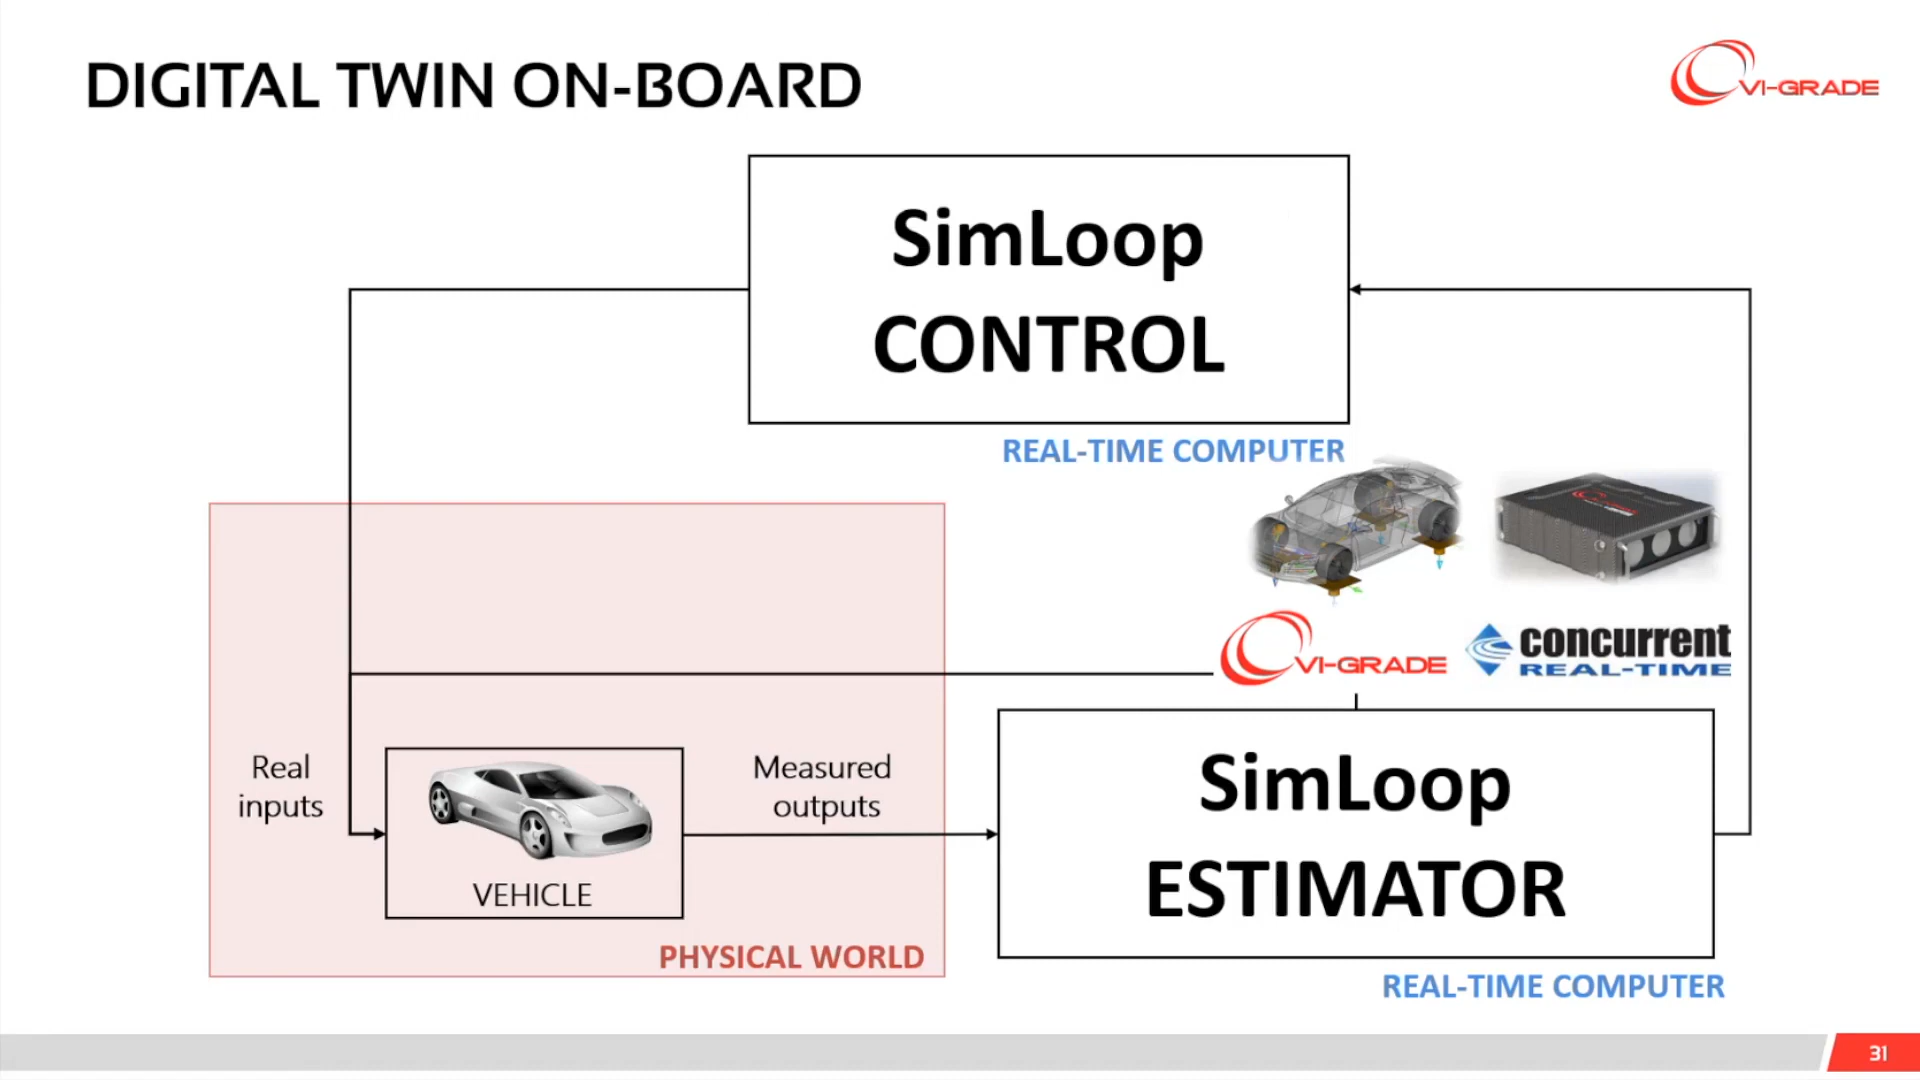 DIGITAL TWIN ON-BOARD
VI-GRADE
SimLoop
CONTROL
REAL-TIME COMPUTER
VI-GRADE
concurrent
REAL-TIME
Real
inputs
VEHICLE
Measured
outputs
PHYSICAL WORLD
SimLoop
ESTIMATOR
REAL-TIME COMPUTER
31